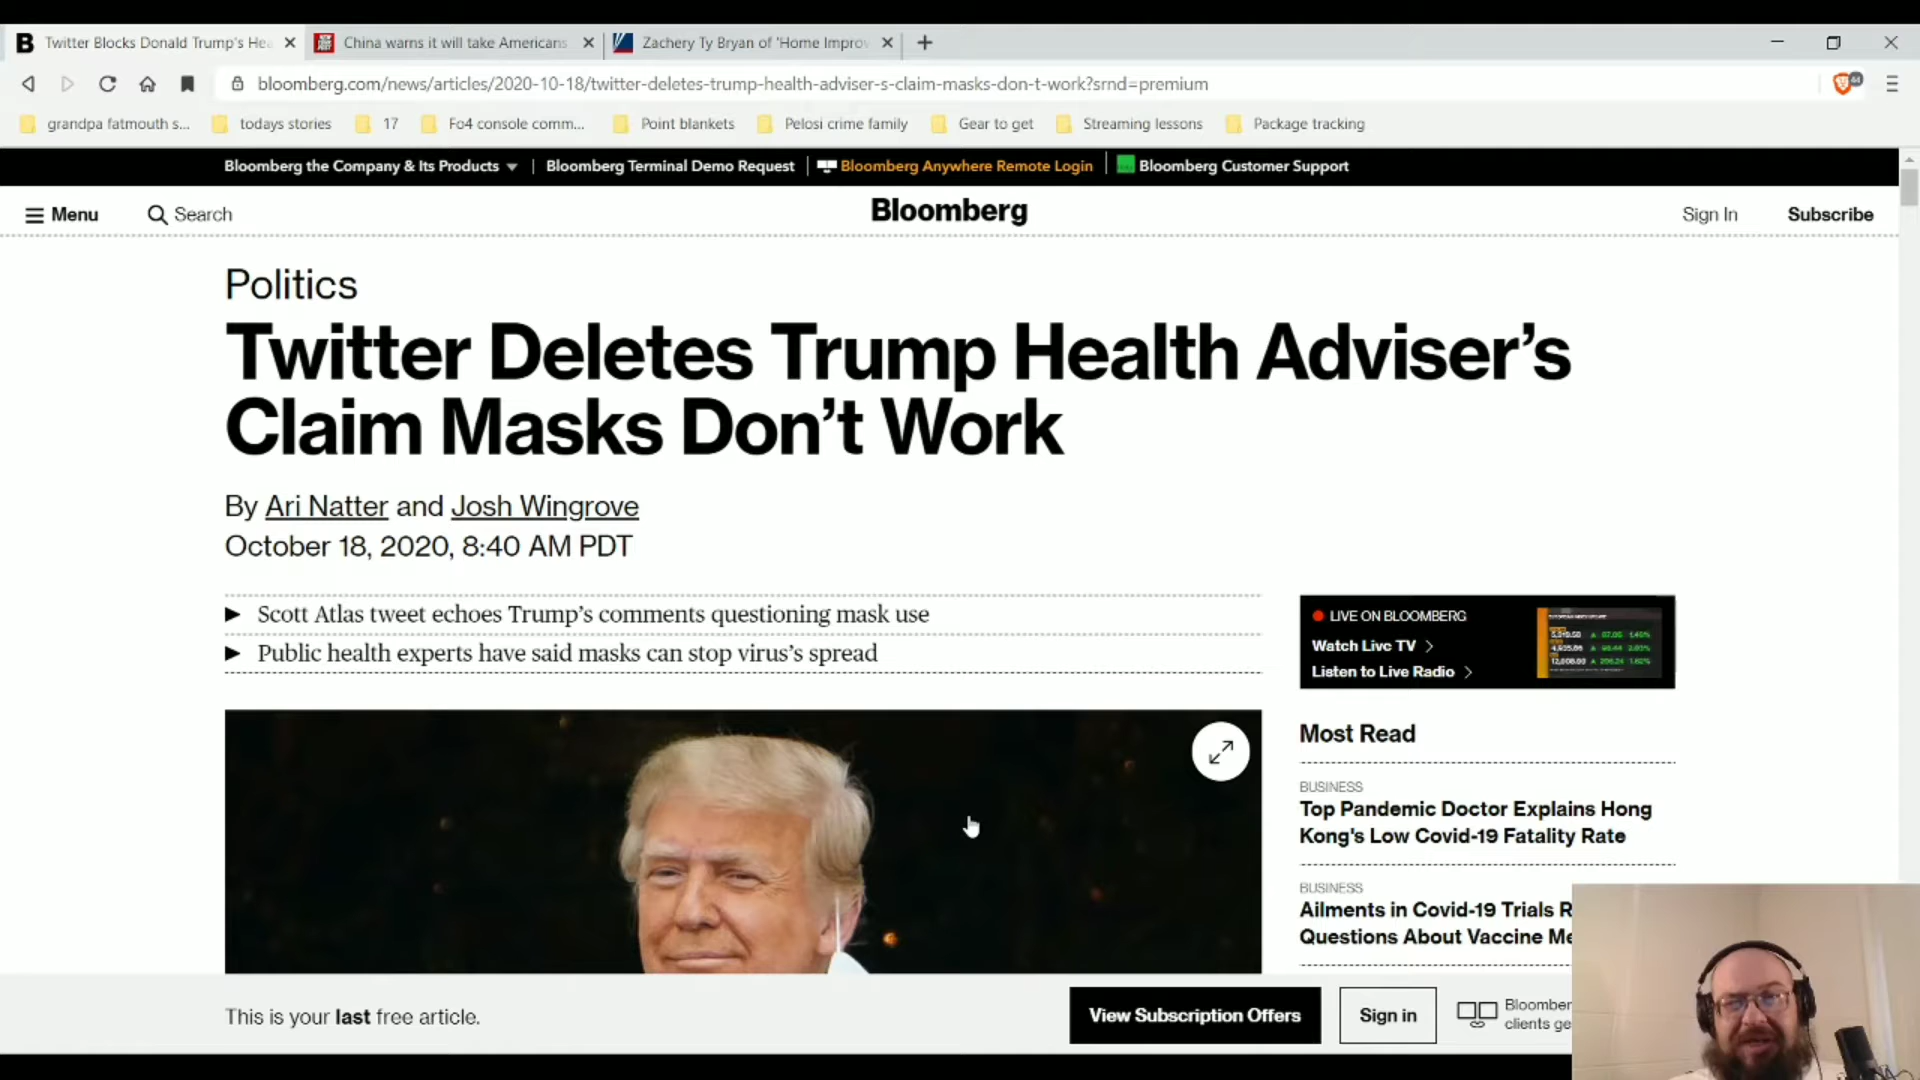 Twitter Blocks Donald Trump's Hea
China warns it will take Americans
Zachery Ty Bryan of 'Home Improv
bloomberg.com/news/articles/2020-10-18/twitter-deletes-trump-health-adviser-s-claim-masks-don-t-work?srnd=premium
44
grandpa fatmouth s...
todays stories
17
Fo4 console comm...
Point blankets
Pelosi crime family
Gear to get
Streaming lessons
Package tracking
Bloomberg the Company & Its Products
Bloomberg Terminal Demo Request
Bloomberg Anywhere Remote Login
Bloomberg Customer Support
Menu
Search
Bloomberg
Sign In
Subscribe
Politics
Twitter Deletes Trump Health Adviser's
Claim Masks Don't Work
By Ari Natter and Josh Wingrove
October 18, 2020, 8:40 AM PDT
Scott Atlas tweet echoes Trump's comments questioning mask use
Public health experts have said masks can stop virus's spread
LIVE ON BLOOMBERG
Watch Live TV
Listen to Live Radio
Most Read
BUSINESS
Top Pandemic Doctor Explains Hong
Kong's Low Covid-19 Fatality Rate
BUSINESS
Ailments in Covid-19 Trials R
Questions About Vaccine Me
This is your last free article.
View Subscription Offers
Sign in
Bloomber
clients ge